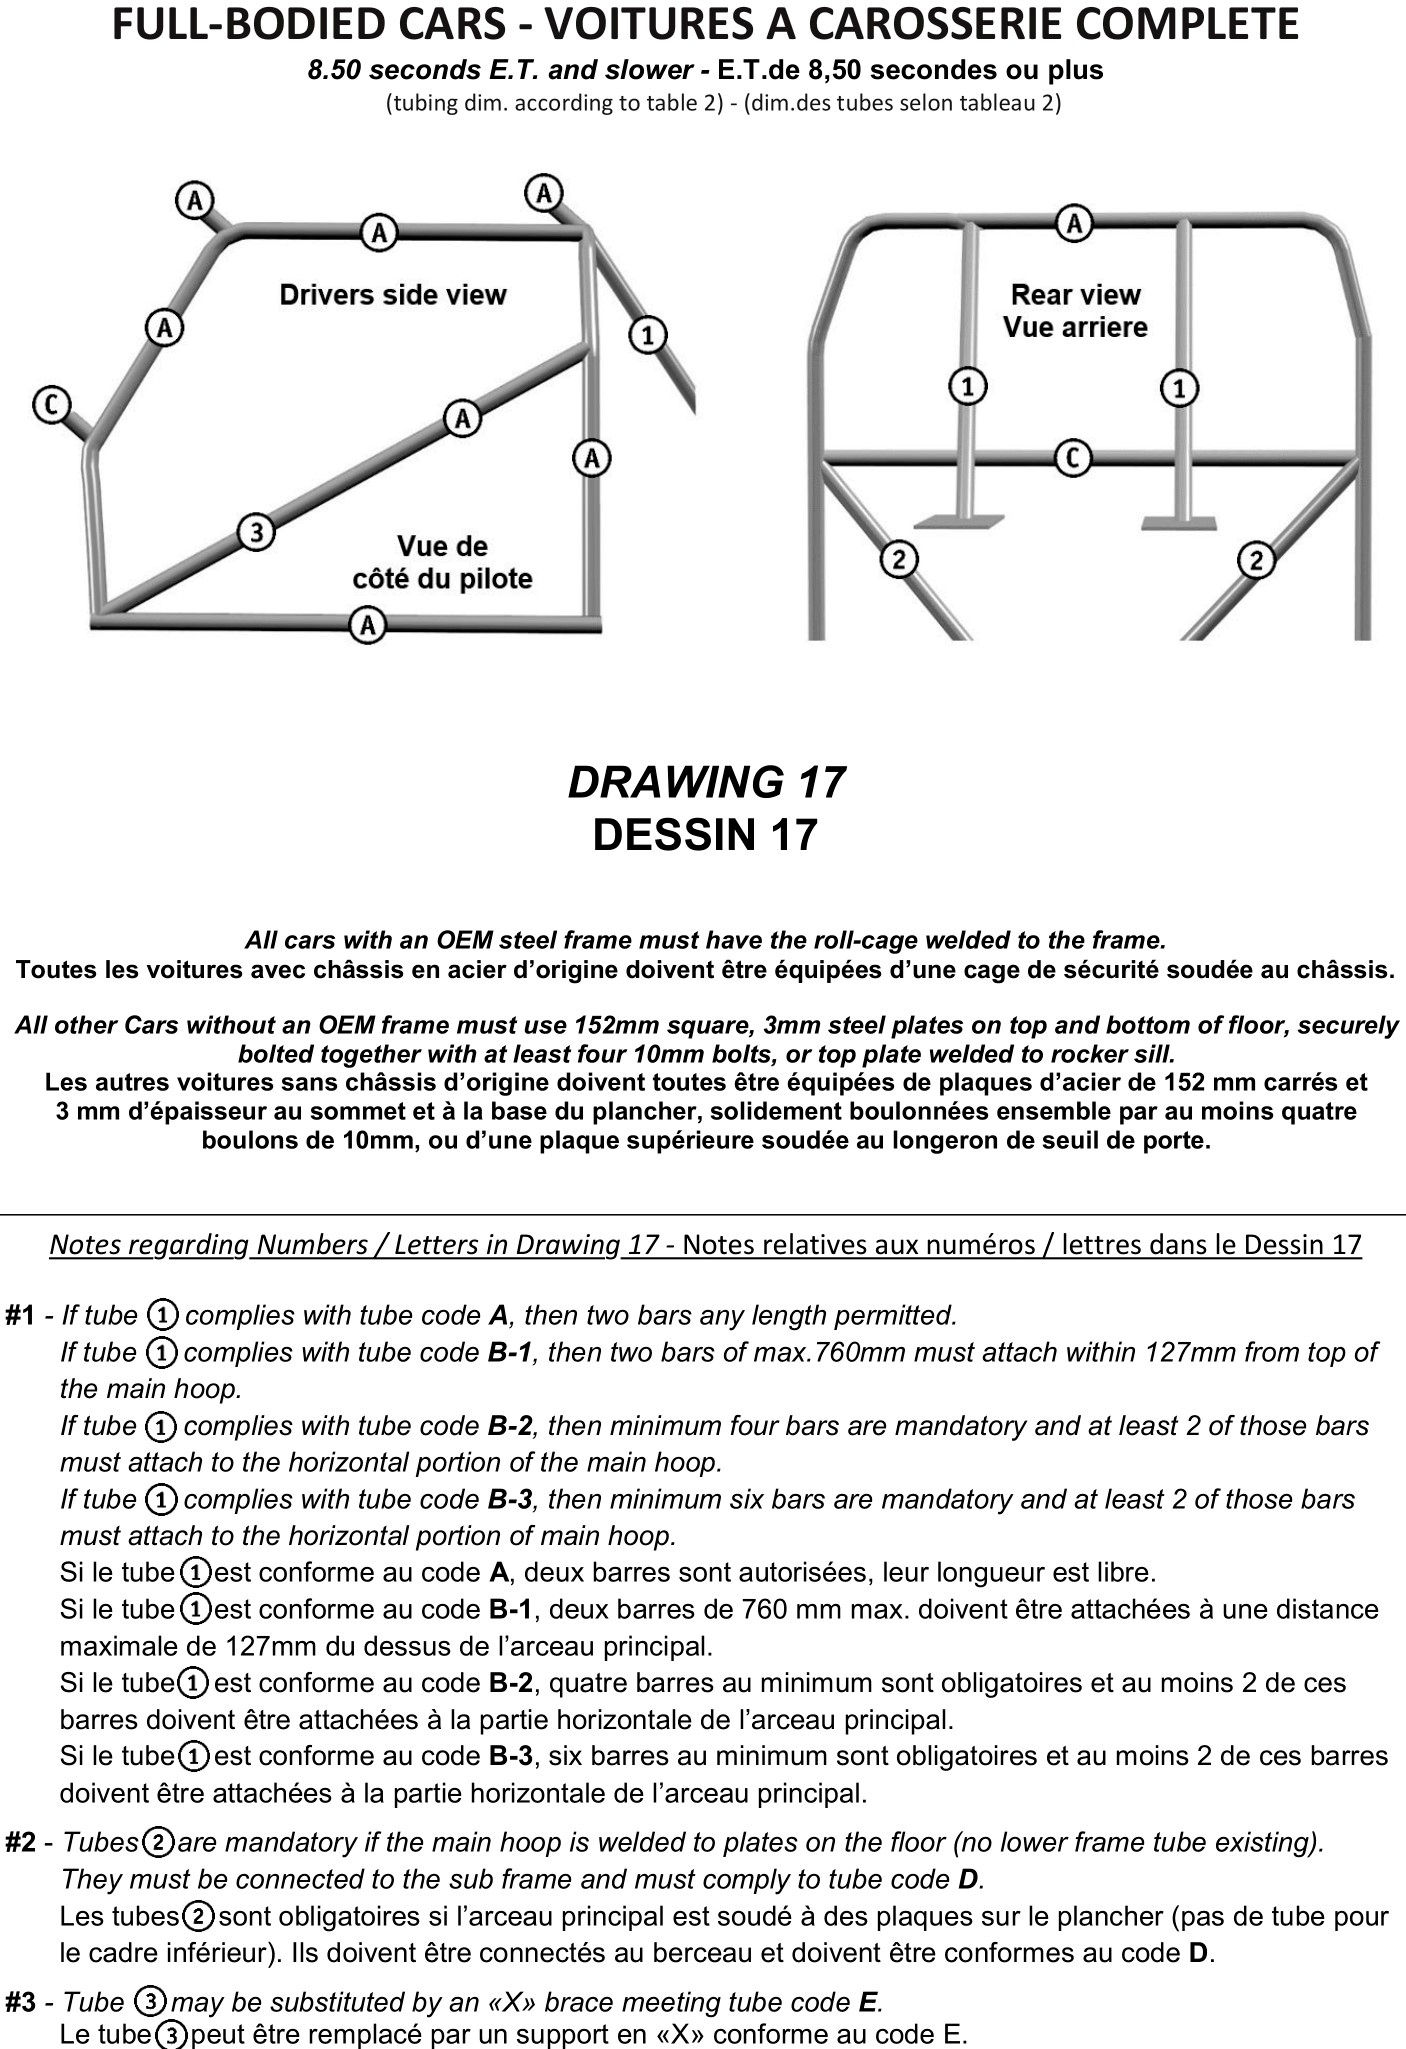 FULL-BODIED CARS - VOITURES A CAROSSERIE COMPLETE
8.50 seconds E.T. and slower - E.T.de 8,50 secondes ou plus
(tubing dim. according to table 2) - (dim.des tubes selon tableau 2)
A
A
A
A
Drivers side view
Rear view
Vue arriere
A
1
C
1
1
A
A
C
3
2
2
Vue de
côté du pilote
A
DRAWING 17
DESSIN 17
All cars with an OEM steel frame must have the roll-cage welded to the frame.
Toutes les voitures avec châssis en acier d’origine doivent être équipées d’une cage de sécurité soudée au châssis.
All other Cars without an OEM frame must use 152mm square, 3mm steel plates on top and bottom of floor, securely
bolted together with at least four 10mm bolts, or top plate welded to rocker sill.
Les autres voitures sans châssis d’origine doivent toutes être équipées de plaques d’acier de 152 mm carrés et
3 mm d’épaisseur au sommet et à la base du plancher, solidement boulonnées ensemble par au moins quatre
boulons de 10mm, ou d’une plaque supérieure soudée au longeron de seuil de porte.
Notes regarding Numbers / Letters in Drawing 17 - Notes relatives aux numéros / lettres dans le Dessin 17
#1 - If tube 1 complies with tube code A, then two bars any length permitted.
If tube 1 complies with tube code B-1, then two bars of max.760mm must attach within 127mm from top of
the main hoop.
If tube 1 complies with tube code B-2, then minimum four bars are mandatory and at least 2 of those bars
must attach to the horizontal portion of the main hoop.
If tube 1 complies with tube code B-3, then minimum six bars are mandatory and at least 2 of those bars
must attach to the horizontal portion of main hoop.
Si le tube 1 est conforme au code A, deux barres sont autorisées, leur longueur est libre.
Si le tube 1 est conforme au code B-1, deux barres de 760 mm max. doivent être attachées à une distance
maximale de 127mm du dessus de l’arceau principal.
Si le tube 1 est conforme au code B-2, quatre barres au minimum sont obligatoires et au moins 2 de ces
barres doivent être attachées à la partie horizontale de l’arceau principal.
Si le tube 1 est conforme au code B-3, six barres au minimum sont obligatoires et au moins 2 de ces barres
doivent être attachées à la partie horizontale de l’arceau principal.
#2 - Tubes 2 are mandatory if the main hoop is welded to plates on the floor (no lower frame tube existing).
They must be connected to the sub frame and must comply to tube code D.
Les tubes 2 sont obligatoires si l’arceau principal est soudé à des plaques sur le plancher (pas de tube pour
le cadre inférieur). Ils doivent être connectés au berceau et doivent être conformes au code D.
#3 - Tube 3 may be substituted by an «X» brace meeting tube code E.
Le tube 3 peut être remplacé par un support en «X» conforme au code E.